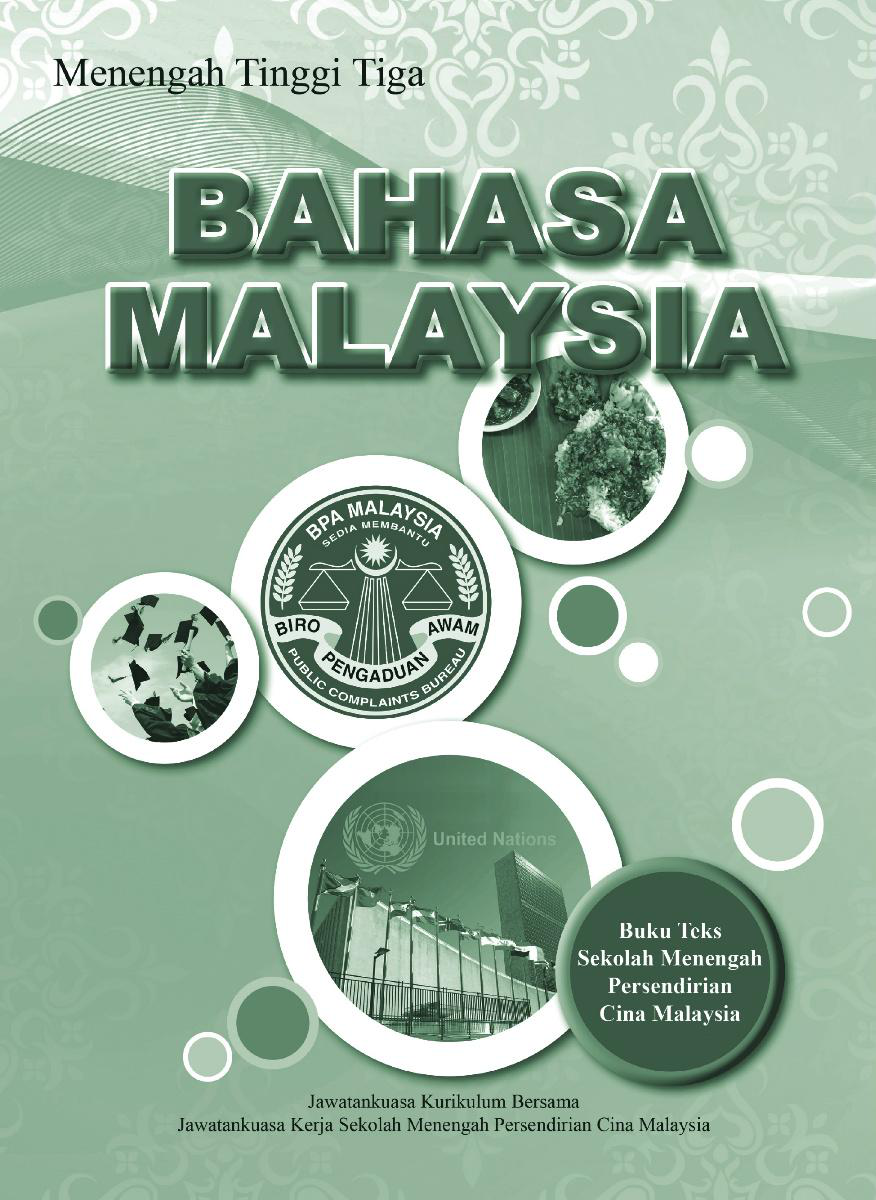 Menengah Tinggi Tiga
BAHASA
MALAYSIA
BPA MALAYSIA
SEDIA MEMBANTU
BIRO
PENGADUAN
AWAM
PUBLIC COMPLAINTS BUREAU
United Nations
Buku Teks
Sekolah Menengah
Persendirian
Cina Malaysia
Jawatankuasa Kurikulum Bersama
Jawatankuasa Kerja Sekolah Menengah Persendirian Cina Malaysia